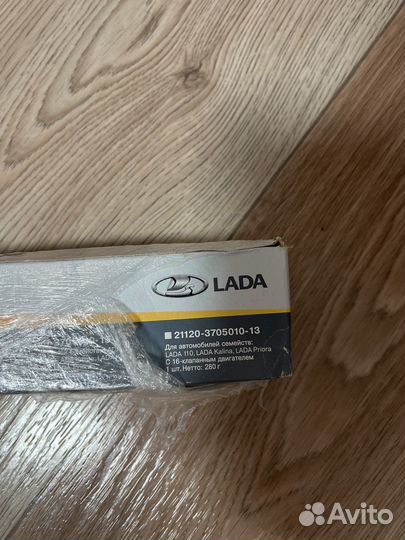 LADA
21120-3705010-13
Для автомобилей семейств:
LADA 110, LADA Kalina, LADA Priora
С 16-клапанным двигателем
1 шт. Нетто: 280 г
Avito